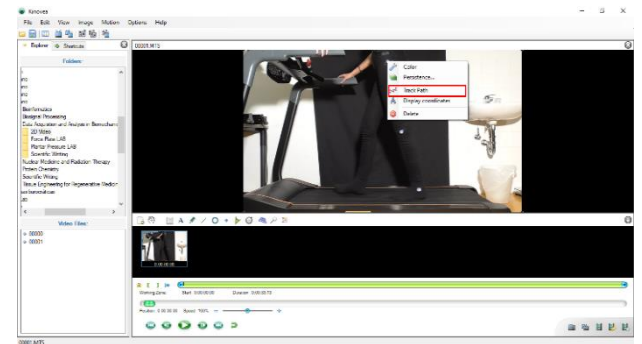 Kinovea
File Edit View Image Motion Options Help
Explorer Shortcuts
00001.MTS
Folders
Bioinformatics
Biosignal Processing
Data Acquisition and Analysis in Biomechanics
2D Video
Force Plate LAB
Plantar Pressure LAB
Scientific Writing
Nuclear Medicine and Radiation Therapy
Protein Chemistry
Scientific Writing
Tissue Engineering for Regenerative Medicin
Color
Persistence...
Track Path
Display coordinates
Delete
Video Files
00000
00001
0:00:00:00
Working Zone Start 0:00:00:00 Duration
Position 0:00:00:00 Speed 100%
00001.MTS